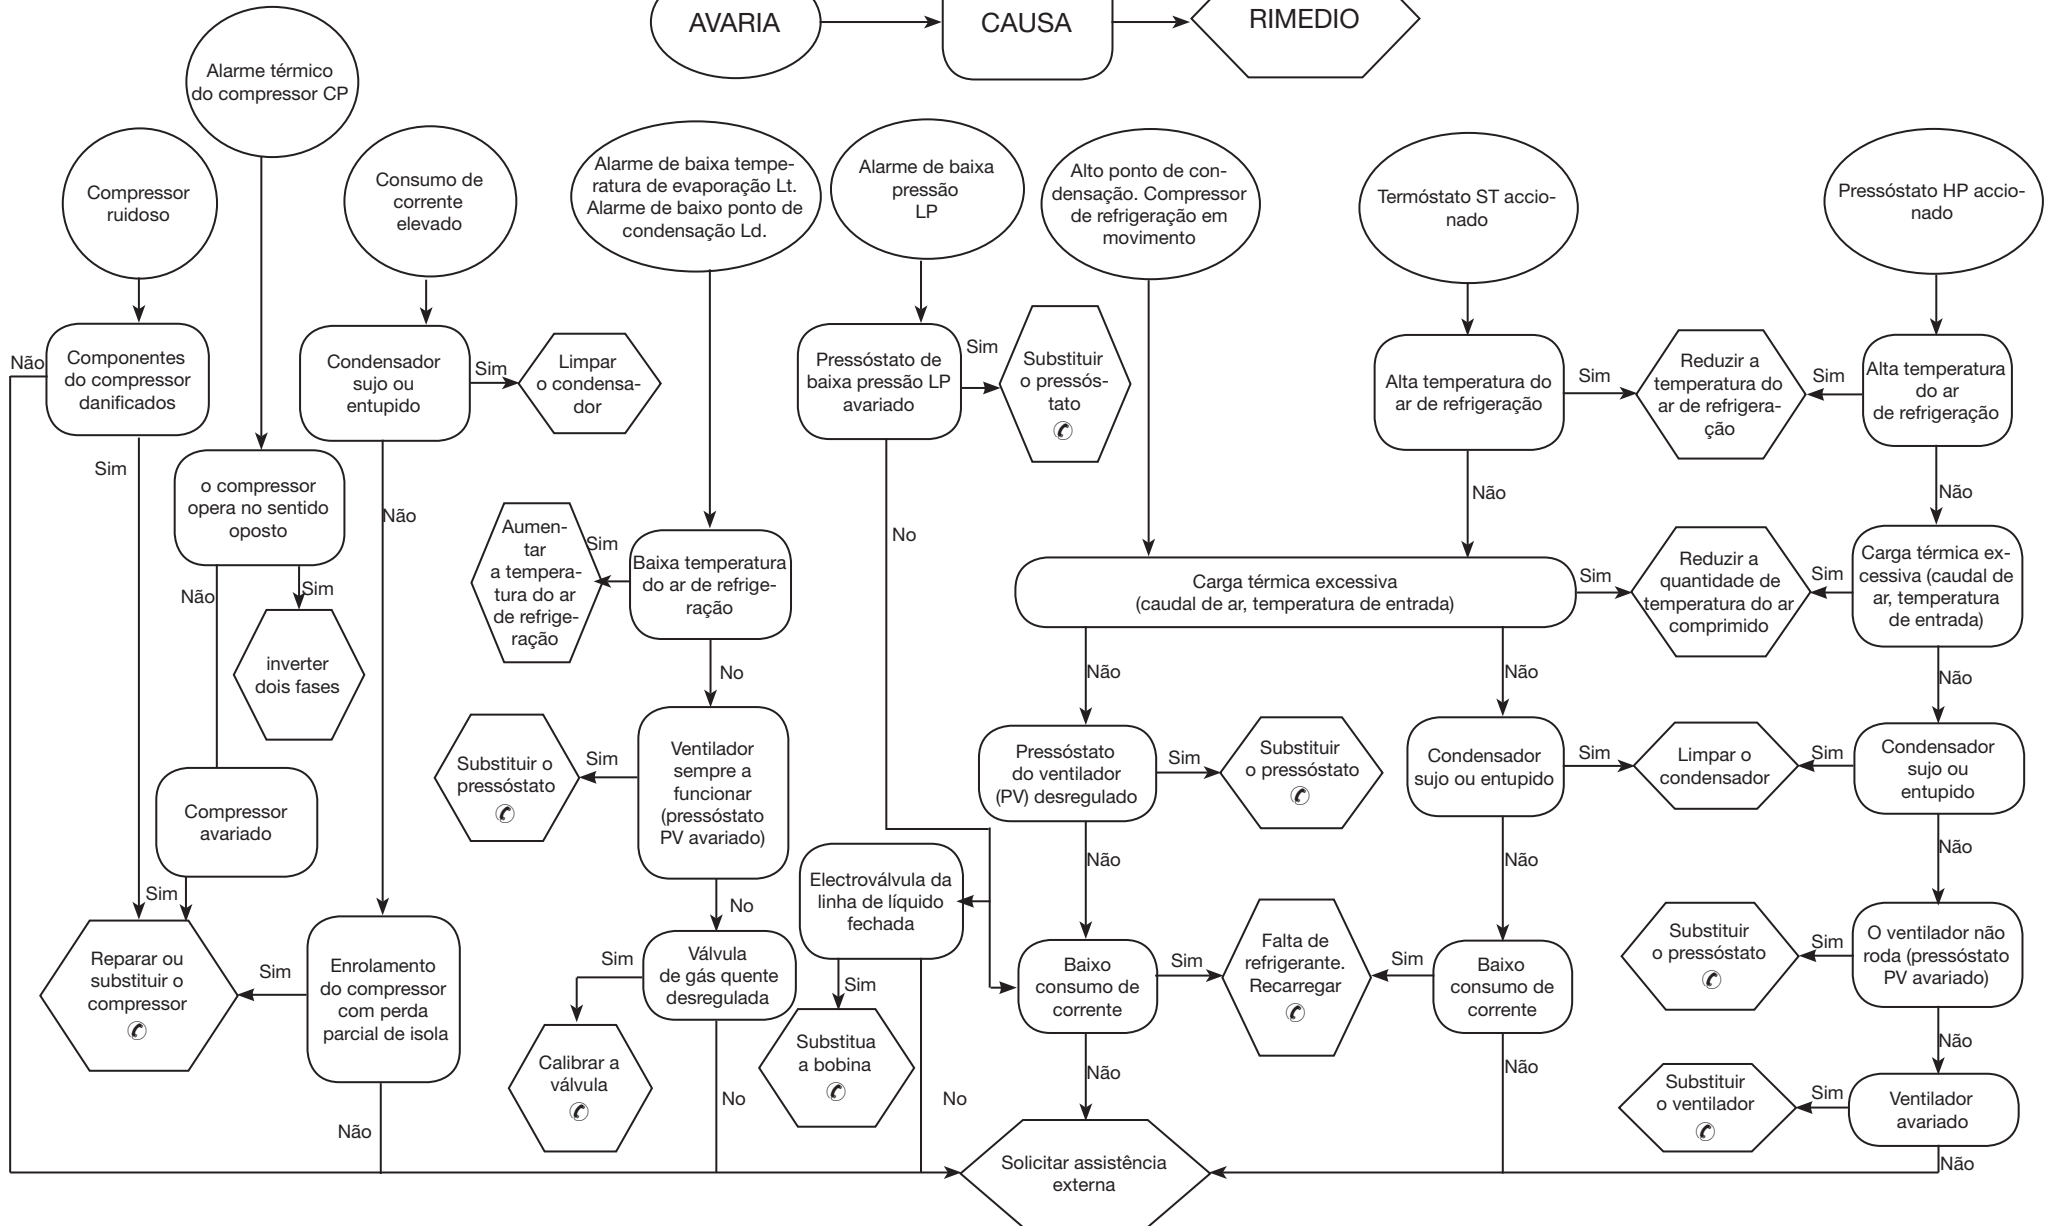 AVARIA
CAUSA
RIMEDIO
Alarme térmico
do compressor CP
Compressor
ruidoso
Consumo de
corrente
elevado
Alarme de baixa tempe-
ratura de evaporação Lt.
Alarme de baixo ponto de
condensação Ld.
Alarme de baixa
pressão
LP
Alto ponto de con-
densação. Compressor
de refrigeração em
movimento
Termóstato ST accio-
nado
Pressóstato HP accio-
nado
Não
Componentes
do compressor
danificados
Sim
Condensador
sujo ou
entupido
Sim
Limpar
o condensa-
dor
Não
Pressóstato de
baixa pressão LP
avariado
Sim
Substituir
o pressós-
tato
No
Alta temperatura do
ar de refrigeração
Sim
Reduzir a
temperatura do
ar de refrigera-
ção
Sim
Alta temperatura
do ar
de refrigeração
Não
Não
o compressor
opera no sentido
oposto
Não
Sim
inverter
dois fases
Aumen-
tar
a tempera-
tura do ar
de refrige-
ração
Sim
Baixa temperatura
do ar de refrige-
ração
No
Carga térmica excessiva
(caudal de ar, temperatura de entrada)
Sim
Reduzir a
quantidade de
temperatura do ar
comprimido
Sim
Carga térmica ex-
cessiva (caudal de
ar, temperatura
de entrada)
Não
Não
Não
Substituir o
pressóstato
Sim
Ventilador
sempre a
funcionar
(pressóstato
PV avariado)
No
Pressóstato
do ventilador
(PV) desregulado
Sim
Substituir
o pressóstato
Não
Condensador
sujo ou entupido
Sim
Limpar o
condensador
Sim
Condensador
sujo ou
entupido
Não
Não
Compressor
avariado
Sim
Reparar ou
substituir o
compressor
Sim
Enrolamento
do compressor
com perda
parcial de isola
Não
Sim
Válvula
de gás quente
desregulada
Calibrar a
válvula
No
Electroválvula da
linha de líquido
fechada
Sim
Substitua
a bobina
No
Baixo
consumo de
corrente
Sim
Falta de
refrigerante.
Recarregar
Sim
Baixo
consumo de
corrente
Não
Não
Substituir
o pressóstato
Sim
O ventilador não
roda (pressóstato
PV avariado)
Não
Substituir
o ventilador
Sim
Ventilador
avariado
Não
Solicitar assistência
externa